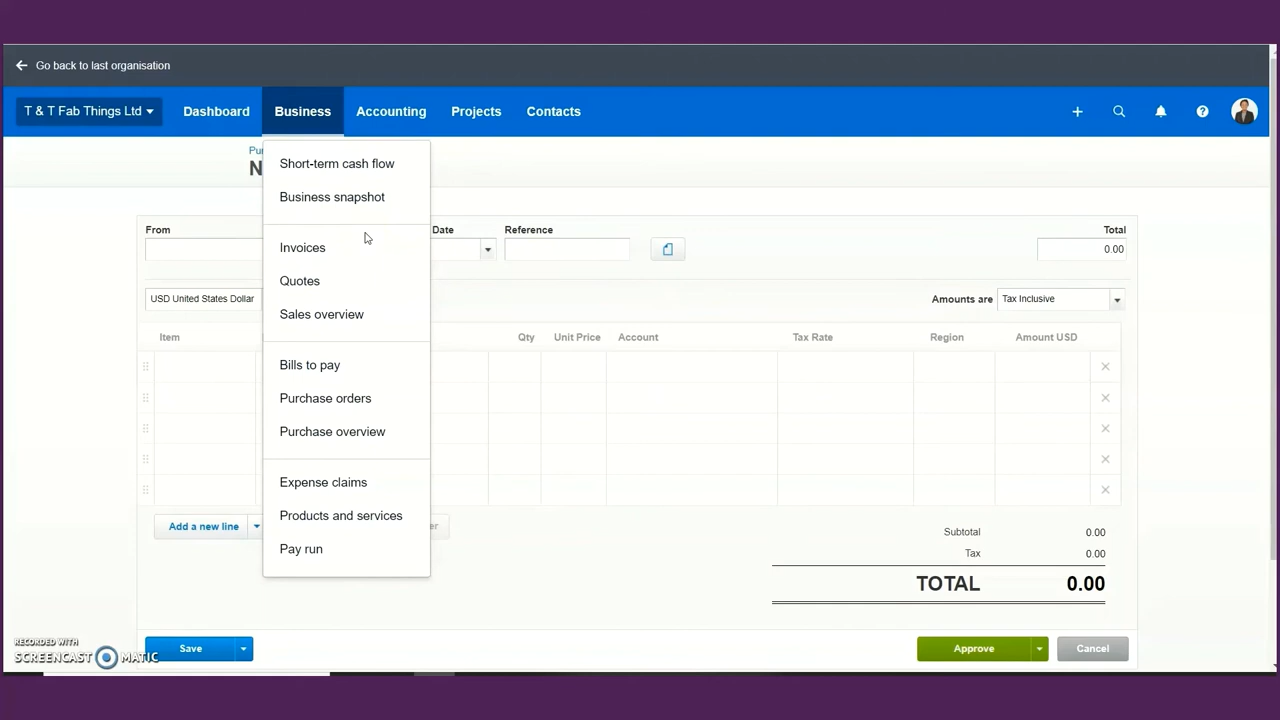 Go back to last organisation
T & T Fab Things Ltd
Dashboard
Business
Accounting
Projects
Contacts
Pur
N
Short-term cash flow
Business snapshot
Invoices
Quotes
Sales overview
Bills to pay
Purchase orders
Purchase overview
Expense claims
Products and services
Pay run
From
Date
Reference
Total
0.00
USD United States Dollar
Amounts are
Tax Inclusive
Item
Qty
Unit Price
Account
Tax Rate
Region
Amount USD
Add a new line
er
Subtotal
0.00
Tax
0.00
TOTAL
0.00
Save
Approve
Cancel
RECORDED WITH
SCREENCAST MATIC